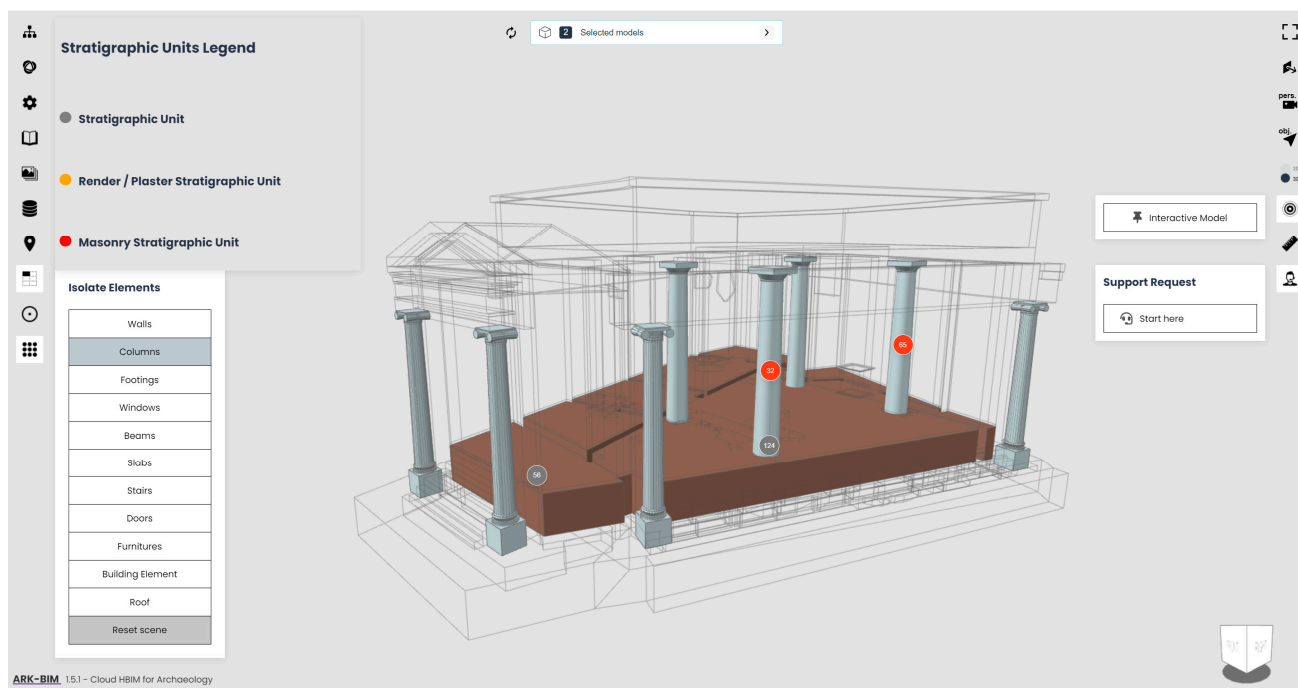 Stratigraphic Units Legend
Stratigraphic Unit
Render / Plaster Stratigraphic Unit
Masonry Stratigraphic Unit
2 Selected models >
pers.
obj.
3D
Isolate Elements
Walls
Columns
Footings
Windows
Beams
Slabs
Stairs
Doors
Furnitures
Building Element
Roof
Reset scene
65
32
124
56
Interactive Model
Support Request
Start here
ARK-BIM 1.5.1 - Cloud HBIM for Archaeology